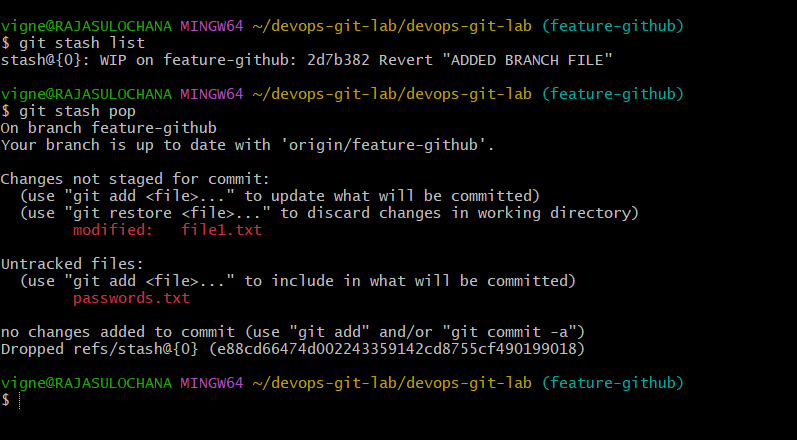 vigne@RAJASULOCHANA MINGW64 ~/devops-git-lab/devops-git-lab (feature-github)
$ git stash list
stash@{0}: WIP on feature-github: 2d7b382 Revert "ADDED BRANCH FILE"
vigne@RAJASULOCHANA MINGW64 ~/devops-git-lab/devops-git-lab (feature-github)
$ git stash pop
On branch feature-github
Your branch is up to date with 'origin/feature-github'.
Changes not staged for commit:
  (use "git add <file>..." to update what will be committed)
  (use "git restore <file>..." to discard changes in working directory)
        modified:   file1.txt
Untracked files:
  (use "git add <file>..." to include in what will be committed)
        passwords.txt
no changes added to commit (use "git add" and/or "git commit -a")
Dropped refs/stash@{0} (e88cd66474d002243359142cd8755cf490199018)
vigne@RAJASULOCHANA MINGW64 ~/devops-git-lab/devops-git-lab (feature-github)
$